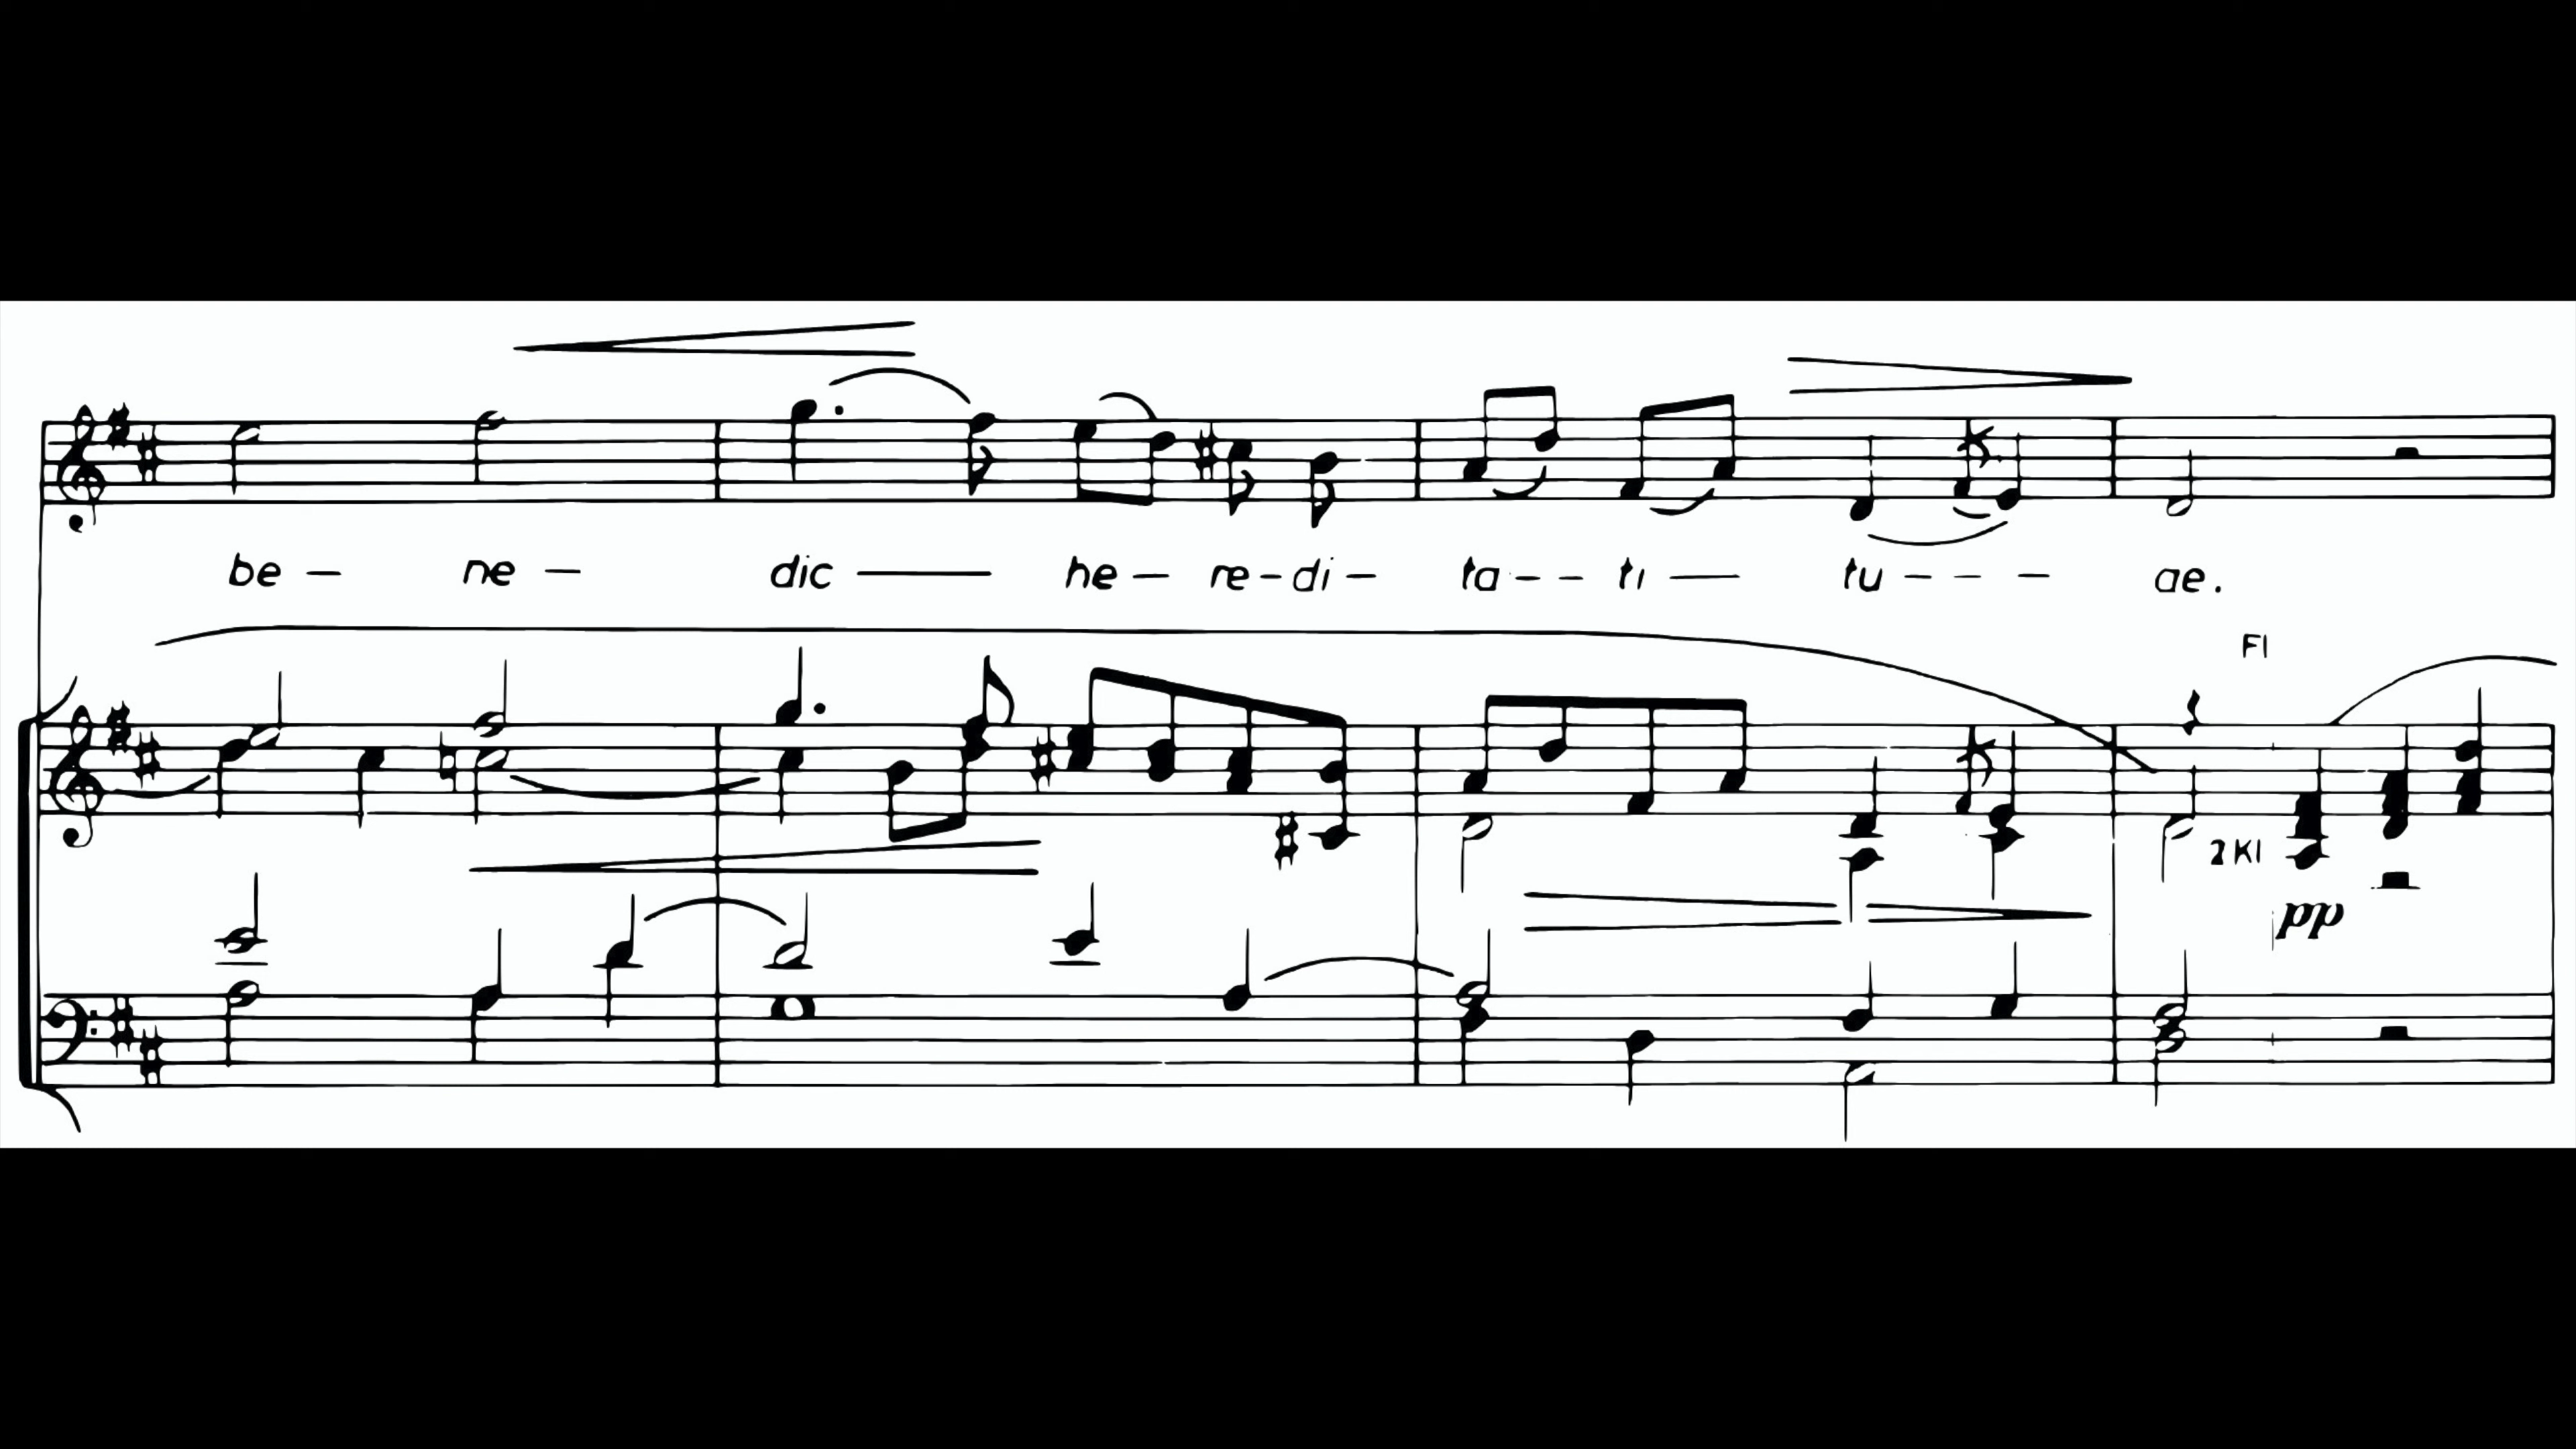 be – ne – dic —— he – re – di – ta - - - ti —— tu - - - – ae.
Fl
2 Kl
pp